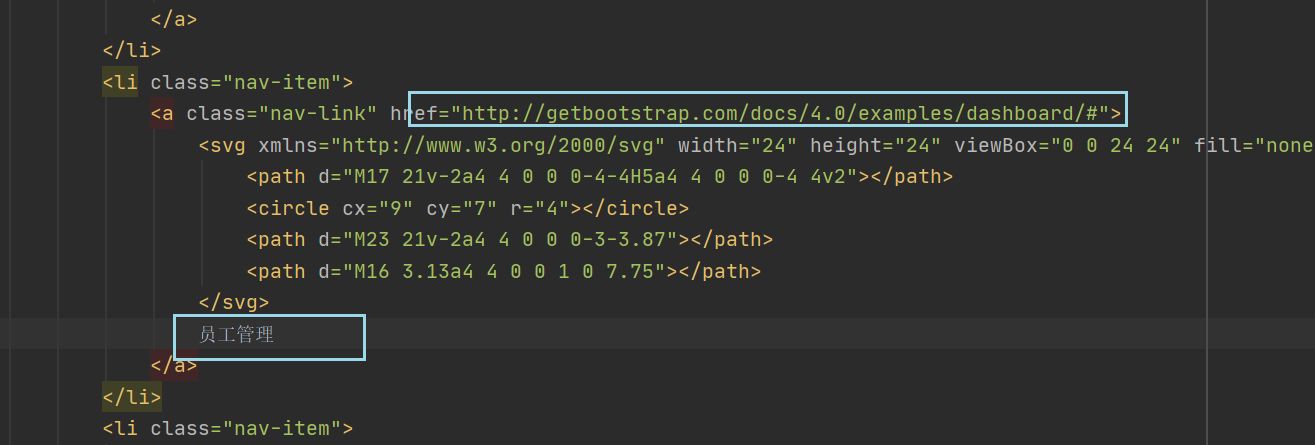 </a>
</li>
<li class="nav-item">
<a class="nav-link" href="http://getbootstrap.com/docs/4.0/examples/dashboard/#">
<svg xmlns="http://www.w3.org/2000/svg" width="24" height="24" viewBox="0 0 24 24" fill="none
<path d="M17 21v-2a4 4 0 0 0-4-4H5a4 4 0 0 0-4 4v2"></path>
<circle cx="9" cy="7" r="4"></circle>
<path d="M23 21v-2a4 4 0 0 0-3-3.87"></path>
<path d="M16 3.13a4 4 0 0 1 0 7.75"></path>
</svg>
员工管理
</a>
</li>
<li class="nav-item">